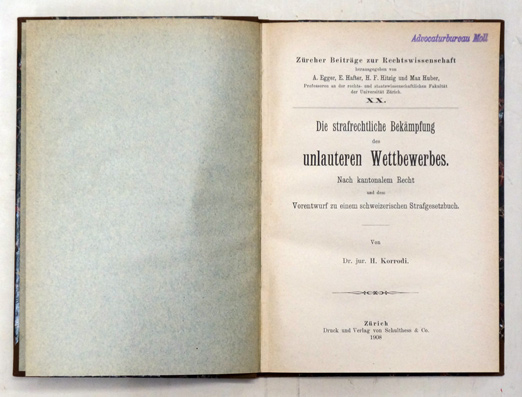 Advocaturbureau Moll
Zürcher Beiträge zur Rechtswissenschaft
herausgegeben von
A. Egger, E. Hafter, H. F. Hitzig und Max Huber,
Professoren an der rechts- und staatswissenschaftlichen Fakultät
der Universität Zürich.
XX.
Die strafrechtliche Bekämpfung
des
unlauteren Wettbewerbes.
Nach kantonalem Recht
und dem
Vorentwurf zu einem schweizerischen Strafgesetzbuch.
Von
Dr. jur. H. Korrodi.
Zürich
Druck und Verlag von Schulthess & Co.
1908